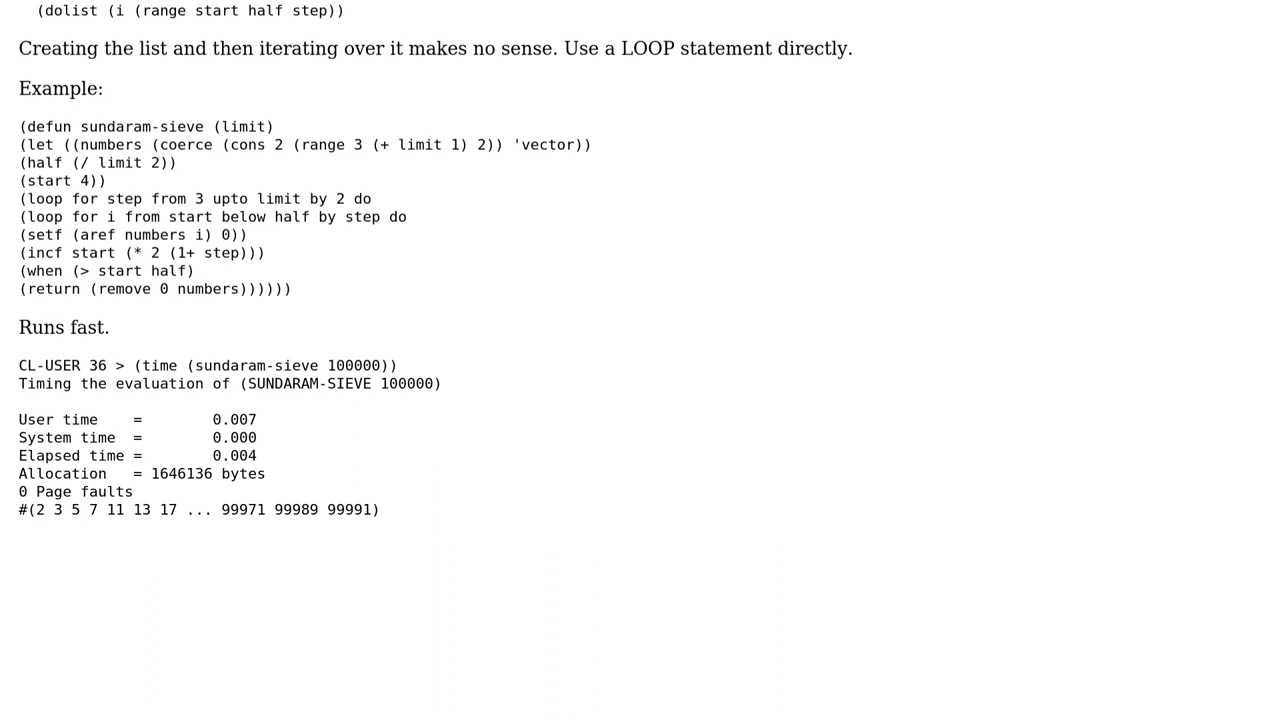 (dolist (i (range start half step))
Creating the list and then iterating over it makes no sense. Use a LOOP statement directly.
Example:
(defun sundaram-sieve (limit)
(let ((numbers (coerce (cons 2 (range 3 (+ limit 1) 2)) 'vector))
(half (/ limit 2))
(start 4))
(loop for step from 3 upto limit by 2 do
(loop for i from start below half by step do
(setf (aref numbers i) 0))
(incf start (* 2 (1+ step)))
(when (> start half)
(return (remove 0 numbers))))))
Runs fast.
CL-USER 36 > (time (sundaram-sieve 100000))
Timing the evaluation of (SUNDARAM-SIEVE 100000)
User time    =        0.007
System time  =        0.000
Elapsed time =        0.004
Allocation   = 1646136 bytes
0 Page faults
#(2 3 5 7 11 13 17 ... 99971 99989 99991)